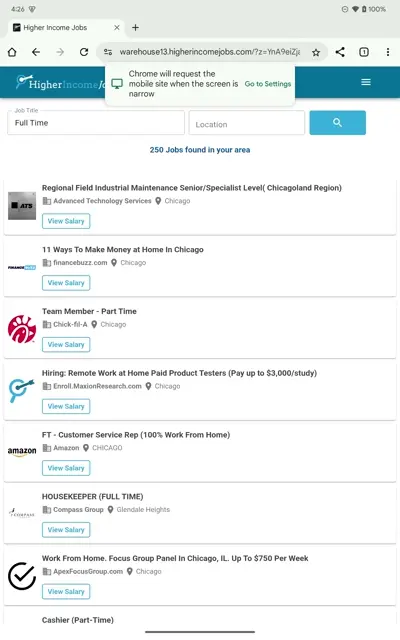 4:26
100%
Higher Income Jobs
warehouse13.higherincomejobs.com/?z=YnA9eiZja
1
HigherIncomeJo
Chrome will request the mobile site when the screen is narrow
Go to Settings
Job Title
Full Time
Location
250 Jobs found in your area
ATS
Regional Field Industrial Maintenance Senior/Specialist Level( Chicagoland Region)
Advanced Technology Services Chicago
View Salary
FINANCEBUZZ
11 Ways To Make Money at Home In Chicago
financebuzz.com Chicago
View Salary
Team Member - Part Time
Chick-fil-A Chicago
View Salary
Hiring: Remote Work at Home Paid Product Testers (Pay up to $3,000/study)
Enroll.MaxionResearch.com Chicago
View Salary
amazon
FT - Customer Service Rep (100% Work From Home)
Amazon CHICAGO
View Salary
COMPASS
HOUSEKEEPER (FULL TIME)
Compass Group Glendale Heights
View Salary
Work From Home. Focus Group Panel In Chicago, IL. Up To $750 Per Week
ApexFocusGroup.com Chicago
View Salary
Cashier (Part-Time)